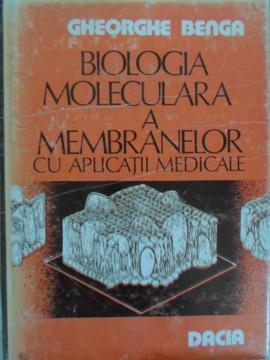 GHEORGHE BENGA
BIOLOGIA
MOLECULARA
A
MEMBRANELOR
CU APLICAȚII MEDICALE
DACIA